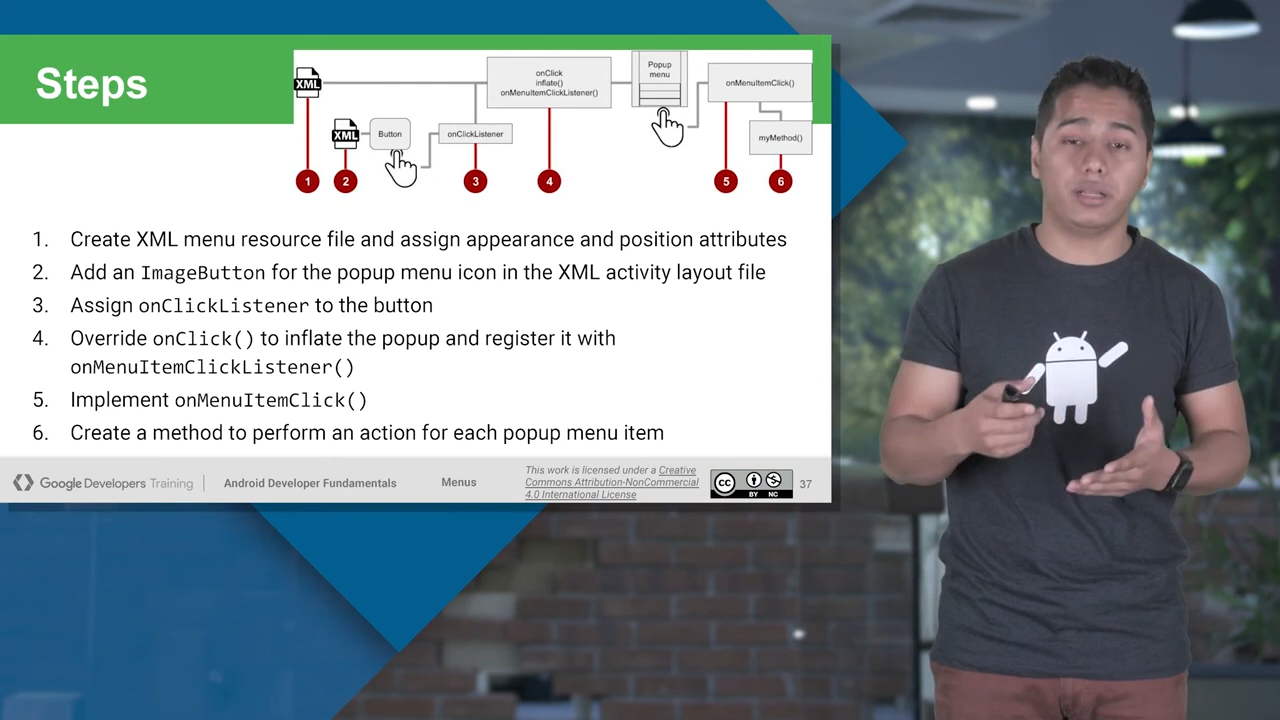 Steps
XML
onClick
inflate()
onMenuItemClickListener()
Popup
menu
onMenuItemClick()
XML
Button
onClickListener
myMethod()
1
2
3
4
5
6
1. Create XML menu resource file and assign appearance and position attributes
2. Add an ImageButton for the popup menu icon in the XML activity layout file
3. Assign onClickListener to the button
4. Override onClick() to inflate the popup and register it with
onMenuItemClickListener()
5. Implement onMenuItemClick()
6. Create a method to perform an action for each popup menu item
Google Developers Training
Android Developer Fundamentals
Menus
This work is licensed under a Creative
Commons Attribution-NonCommercial
4.0 International License
CC
BY NC
37